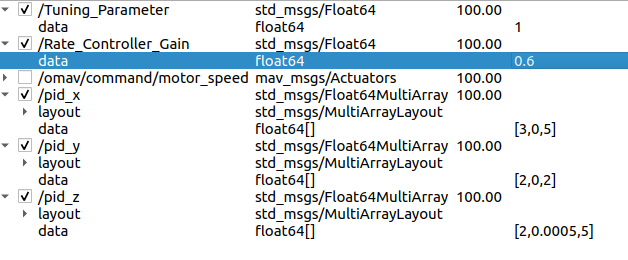 /Tuning_Parameter std_msgs/Float64 100.00
data float64 1
/Rate_Controller_Gain std_msgs/Float64 100.00
data float64 0.6
/omav/command/motor_speed mav_msgs/Actuators 100.00
/pid_x std_msgs/Float64MultiArray 100.00
layout std_msgs/MultiArrayLayout
data float64[] [3,0,5]
/pid_y std_msgs/Float64MultiArray 100.00
layout std_msgs/MultiArrayLayout
data float64[] [2,0,2]
/pid_z std_msgs/Float64MultiArray 100.00
layout std_msgs/MultiArrayLayout
data float64[] [2,0.0005,5]